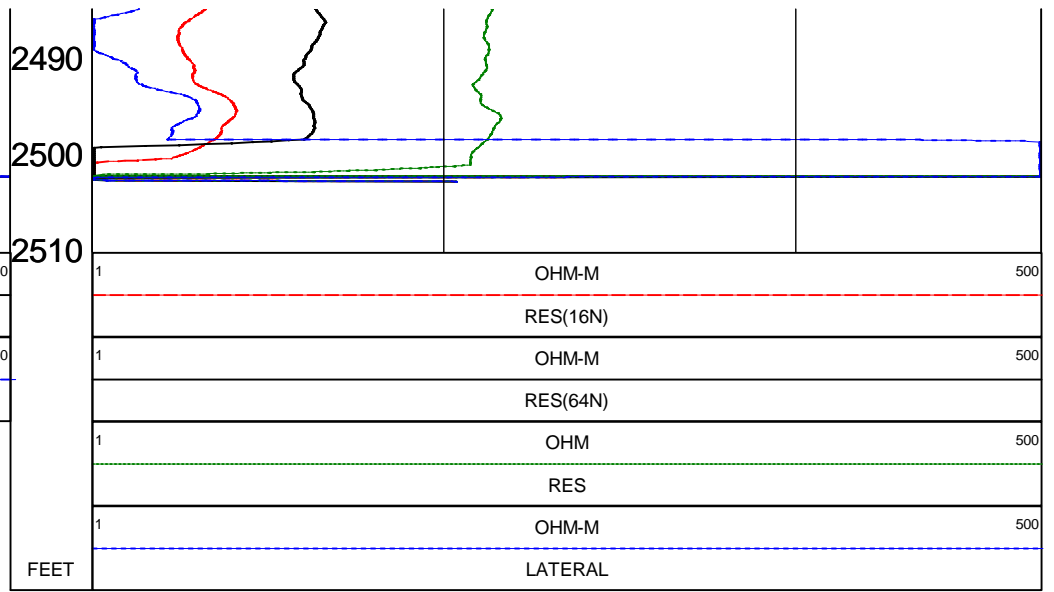 2490
2500
2510
0 1 OHM-M 500
RES(16N)
0 1 OHM-M 500
RES(64N)
1 OHM 500
RES
1 OHM-M 500
FEET LATERAL